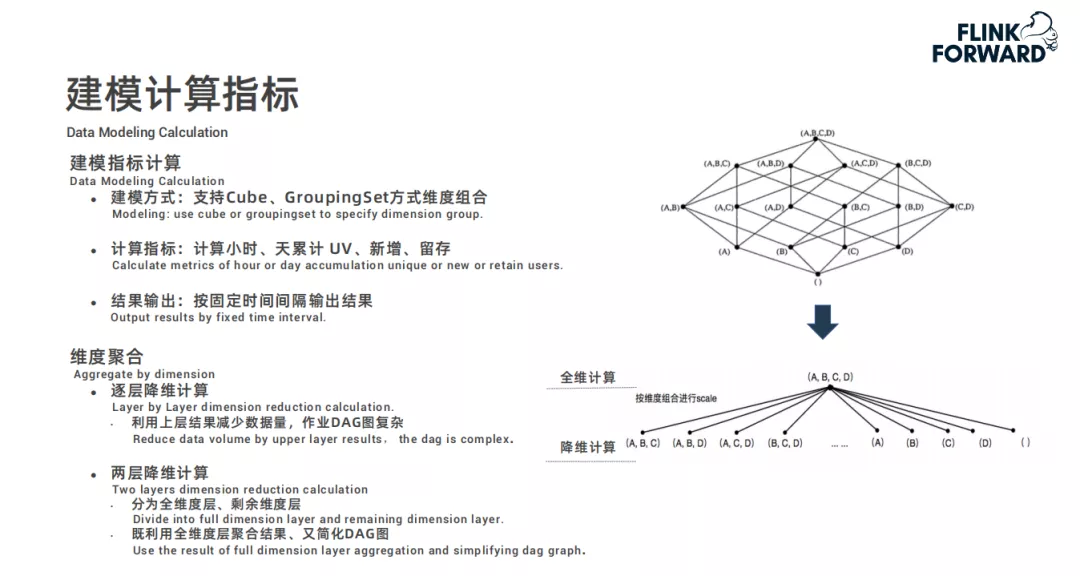 FLINK
FORWARD
建模计算指标
Data Modeling Calculation
建模指标计算
Data Modeling Calculation
• 建模方式：支持Cube、GroupingSet方式维度组合
Modeling: use cube or groupingset to specify dimension group.
• 计算指标：计算小时、天累计 UV、新增、留存
Calculate metrics of hour or day accumulation unique or new or retain users.
• 结果输出：按固定时间间隔输出结果
Output results by fixed time interval.
维度聚合
Aggregate by dimension
• 逐层降维计算
Layer by Layer dimension reduction calculation.
· 利用上层结果减少数据量，作业DAG图复杂
Reduce data volume by upper layer results， the dag is complex.
• 两层降维计算
Two layers dimension reduction calculation
· 分为全维度层、剩余维度层
Divide into full dimension layer and remaining dimension layer.
· 既利用全维度层聚合结果、又简化DAG图
Use the result of full dimension layer aggregation and simplifying dag graph.
(A,B,C,D)
(A,B,C) (A,B,D) (A,C,D) (B,C,D)
(A,B) (A,C) (A,D) (B,C) (B,D) (C,D)
(A) (B) (C) (D)
( )
全维计算 (A, B, C, D)
按维度组合进行scale
降维计算 (A, B, C) (A, B, D) (A, C, D) (B, C, D) ... ... (A) (B) (C) (D) ( )